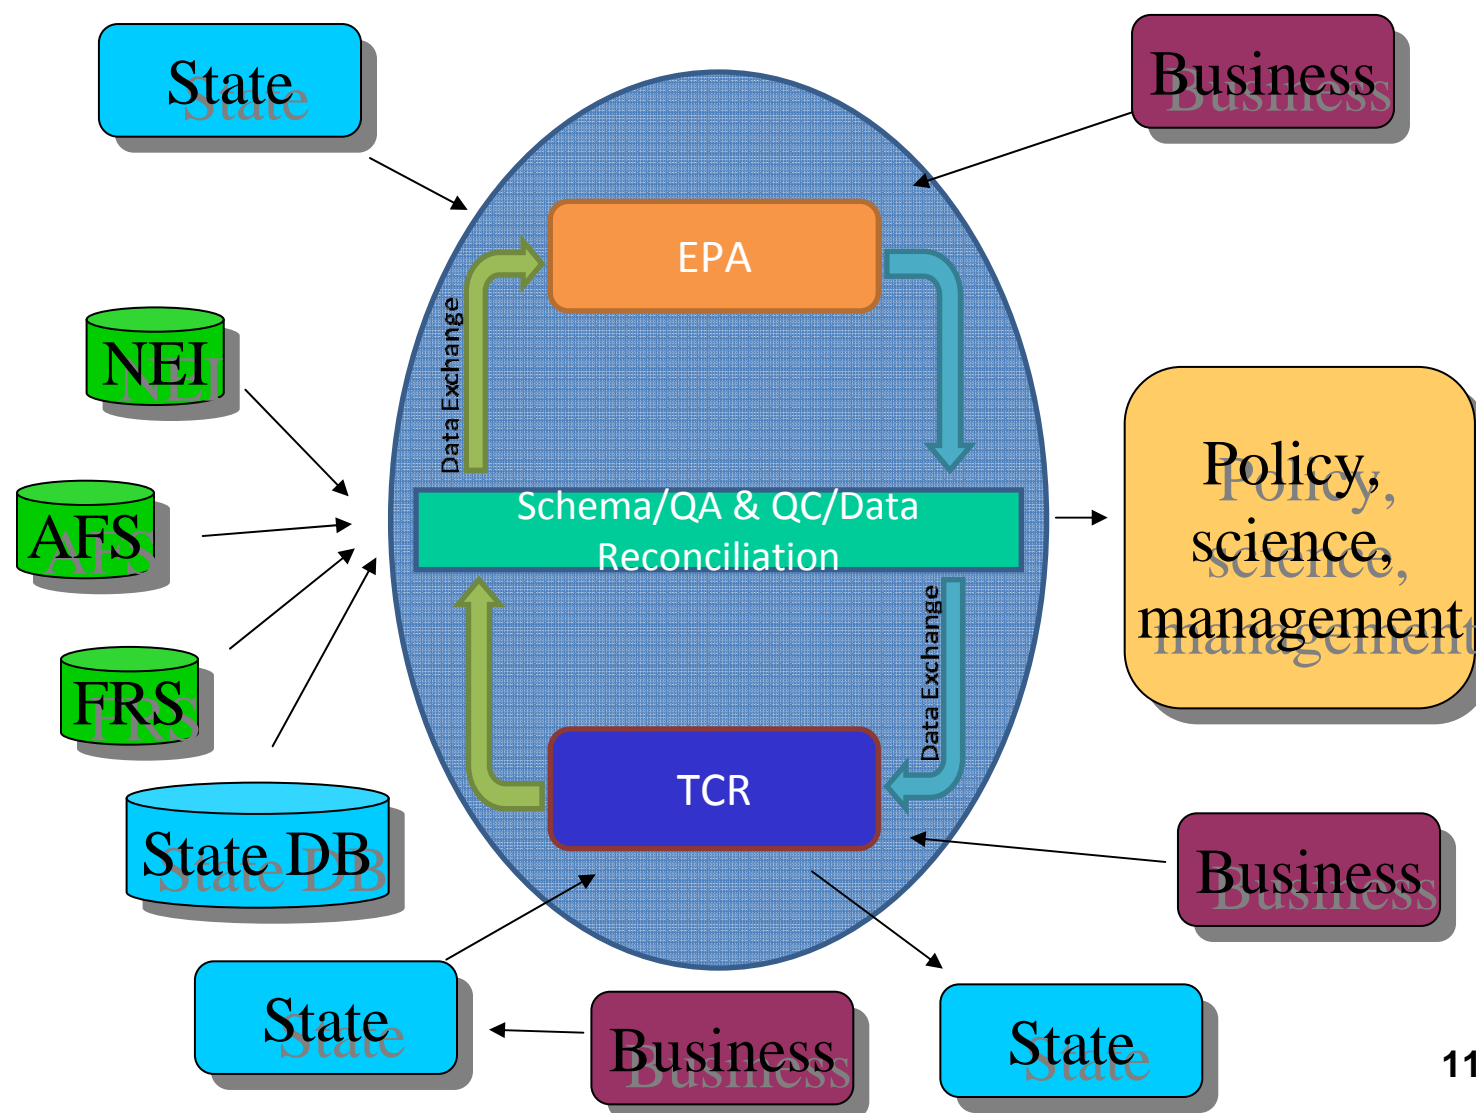 State
Business
EPA
Data Exchange
NEI
Policy,
science,
management
Schema/QA & QC/Data
Reconciliation
AFS
FRS
Data Exchange
TCR
State DB
Business
State
Business
State
11